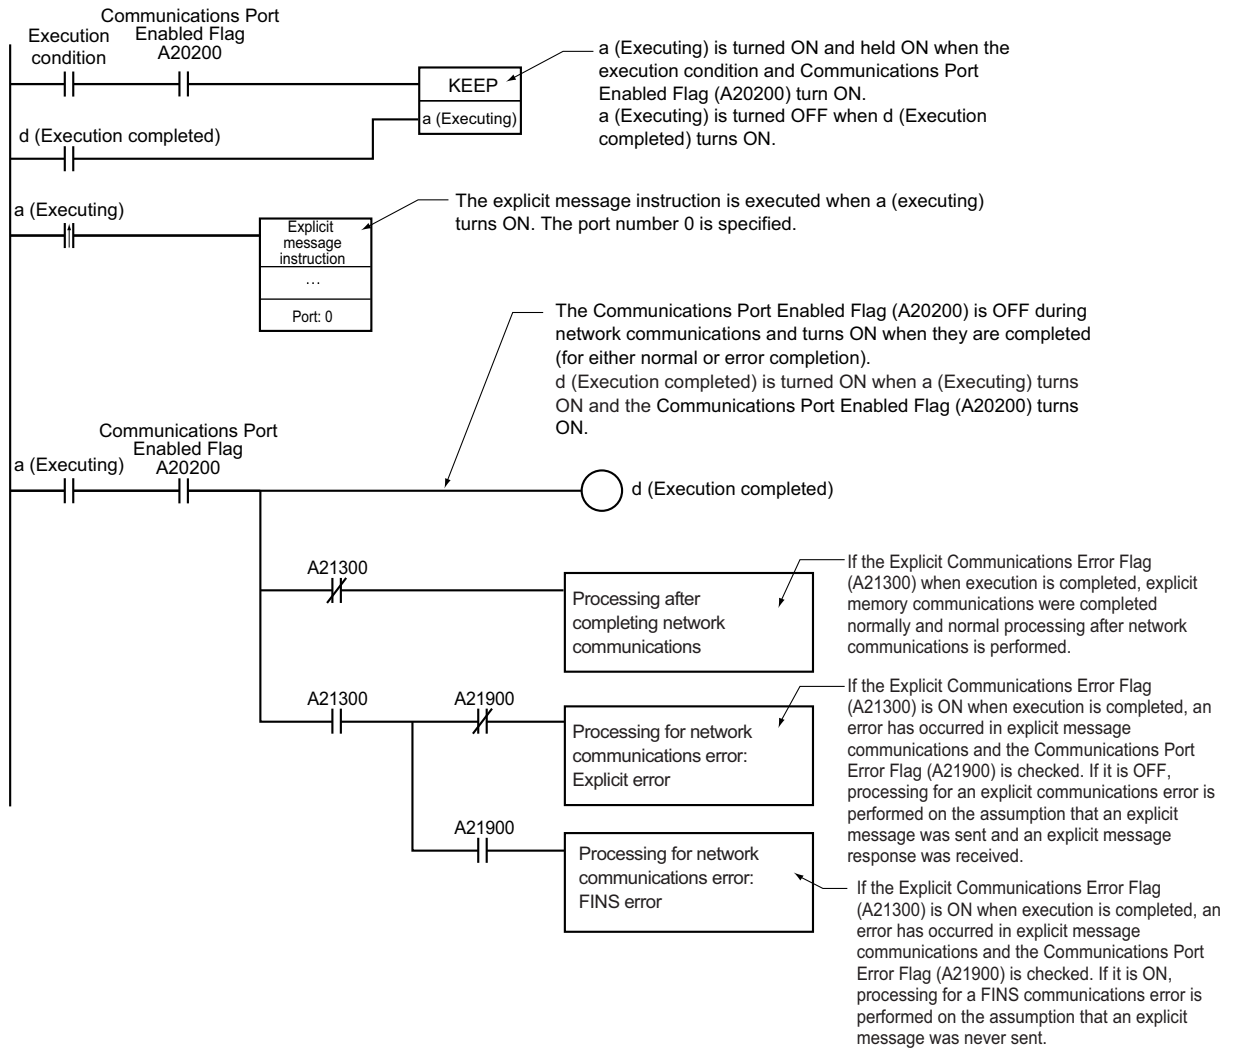 Communications Port
Enabled Flag
A20200
Execution
condition
KEEP
a (Executing)
a (Executing) is turned ON and held ON when the
execution condition and Communications Port
Enabled Flag (A20200) turn ON.
a (Executing) is turned OFF when d (Execution
completed) turns ON.
d (Execution completed)
a (Executing)
Explicit
message
instruction
...
Port: 0
The explicit message instruction is executed when a (executing)
turns ON. The port number 0 is specified.
The Communications Port Enabled Flag (A20200) is OFF during
network communications and turns ON when they are completed
(for either normal or error completion).
d (Execution completed) is turned ON when a (Executing) turns
ON and the Communications Port Enabled Flag (A20200) turns
ON.
Communications Port
Enabled Flag
A20200
a (Executing)
d (Execution completed)
A21300
Processing after
completing network
communications
If the Explicit Communications Error Flag
(A21300) when execution is completed, explicit
memory communications were completed
normally and normal processing after network
communications is performed.
A21300
A21900
Processing for network
communications error:
Explicit error
If the Explicit Communications Error Flag
(A21300) is ON when execution is completed, an
error has occurred in explicit message
communications and the Communications Port
Error Flag (A21900) is checked. If it is OFF,
processing for an explicit communications error is
performed on the assumption that an explicit
message was sent and an explicit message
response was received.
A21900
Processing for network
communications error:
FINS error
If the Explicit Communications Error Flag
(A21300) is ON when execution is completed, an
error has occurred in explicit message
communications and the Communications Port
Error Flag (A21900) is checked. If it is ON,
processing for a FINS communications error is
performed on the assumption that an explicit
message was never sent.